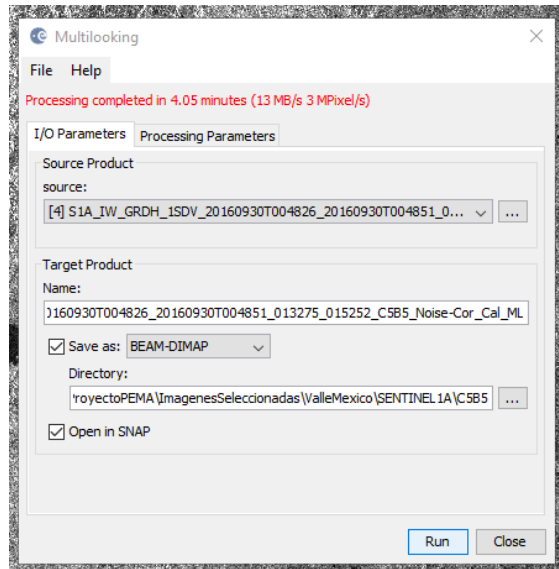 Multilooking
File Help
Processing completed in 4.05 minutes (13 MB/s 3 MPixel/s)
I/O Parameters Processing Parameters
Source Product
source:
[4] S1A_IW_GRDH_1SDV_20160930T004826_20160930T004851_0... ...
Target Product
Name:
0160930T004826_20160930T004851_013275_015252_C5B5_Noise-Cor_Cal_ML
Save as: BEAM-DIMAP
Directory:
royectoPEMA\ImagenesSeleccionadas\ValleMexico\SENTINEL1A\C5B5 ...
Open in SNAP
Run Close